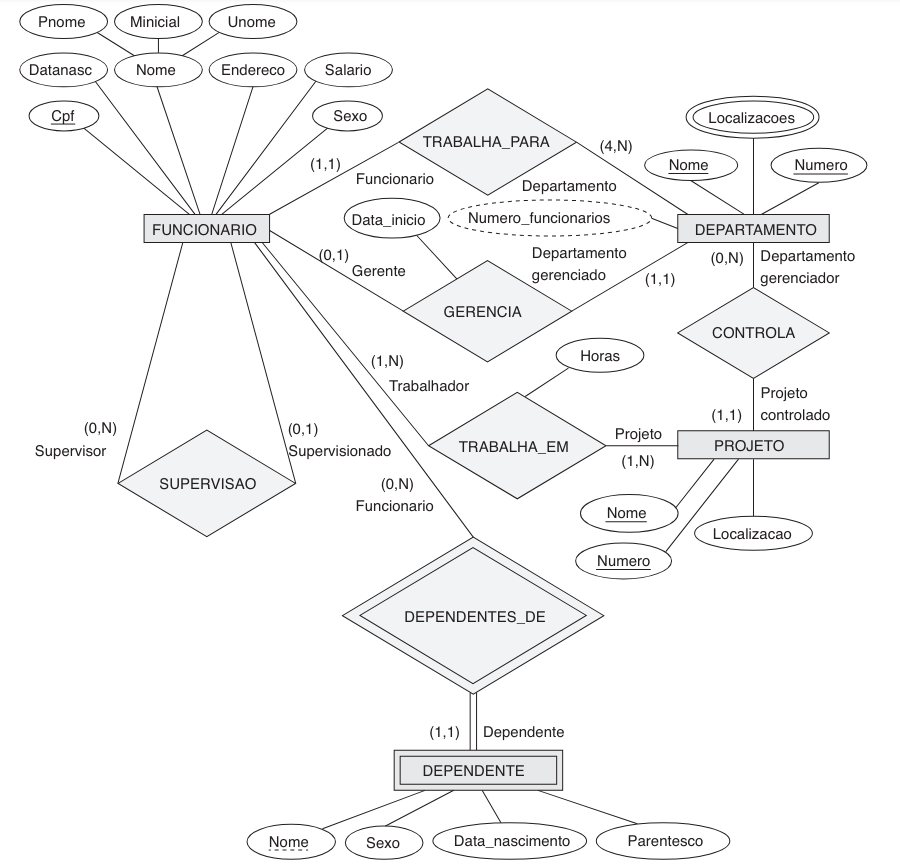 Pnome
Minicial
Unome
Datanasc
Nome
Endereco
Salario
Cpf
Sexo
TRABALHA_PARA
Localizacoes
(4,N)
(1,1)
Nome
Numero
Funcionario
Departamento
Data_inicio
Numero_funcionarios
FUNCIONARIO
DEPARTAMENTO
(0,1)
Gerente
Departamento
gerenciado
(1,1)
(0,N)
Departamento
gerenciador
GERENCIA
CONTROLA
(1,N)
Trabalhador
Horas
Projeto
controlado
(1,1)
(0,N)
Supervisor
(0,1)
Supervisionado
TRABALHA_EM
Projeto
(1,N)
PROJETO
SUPERVISAO
(0,N)
Funcionario
Nome
Numero
Localizacao
DEPENDENTES_DE
(1,1)
Dependente
DEPENDENTE
Nome
Sexo
Data_nascimento
Parentesco